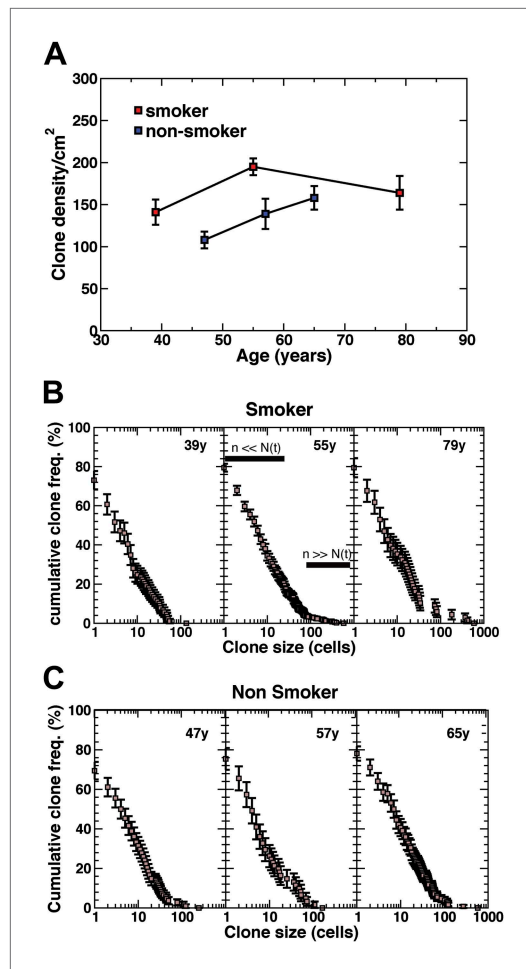 A
300
250
200
150
100
50
0
Clone density/cm²
smoker
non-smoker
30 40 50 60 70 80 90
Age (years)
B
Smoker
cumulative clone freq. (%)
100
80
60
40
20
0
39y
n << N(t)
55y
n >> N(t)
79y
1 10 100 1 10 100 1 10 100 1000
Clone size (cells)
C
Non Smoker
Cumulative clone freq. (%)
100
80
60
40
20
0
47y
57y
65y
1 10 100 1 10 100 1 10 100 1000
Clone size (cells)